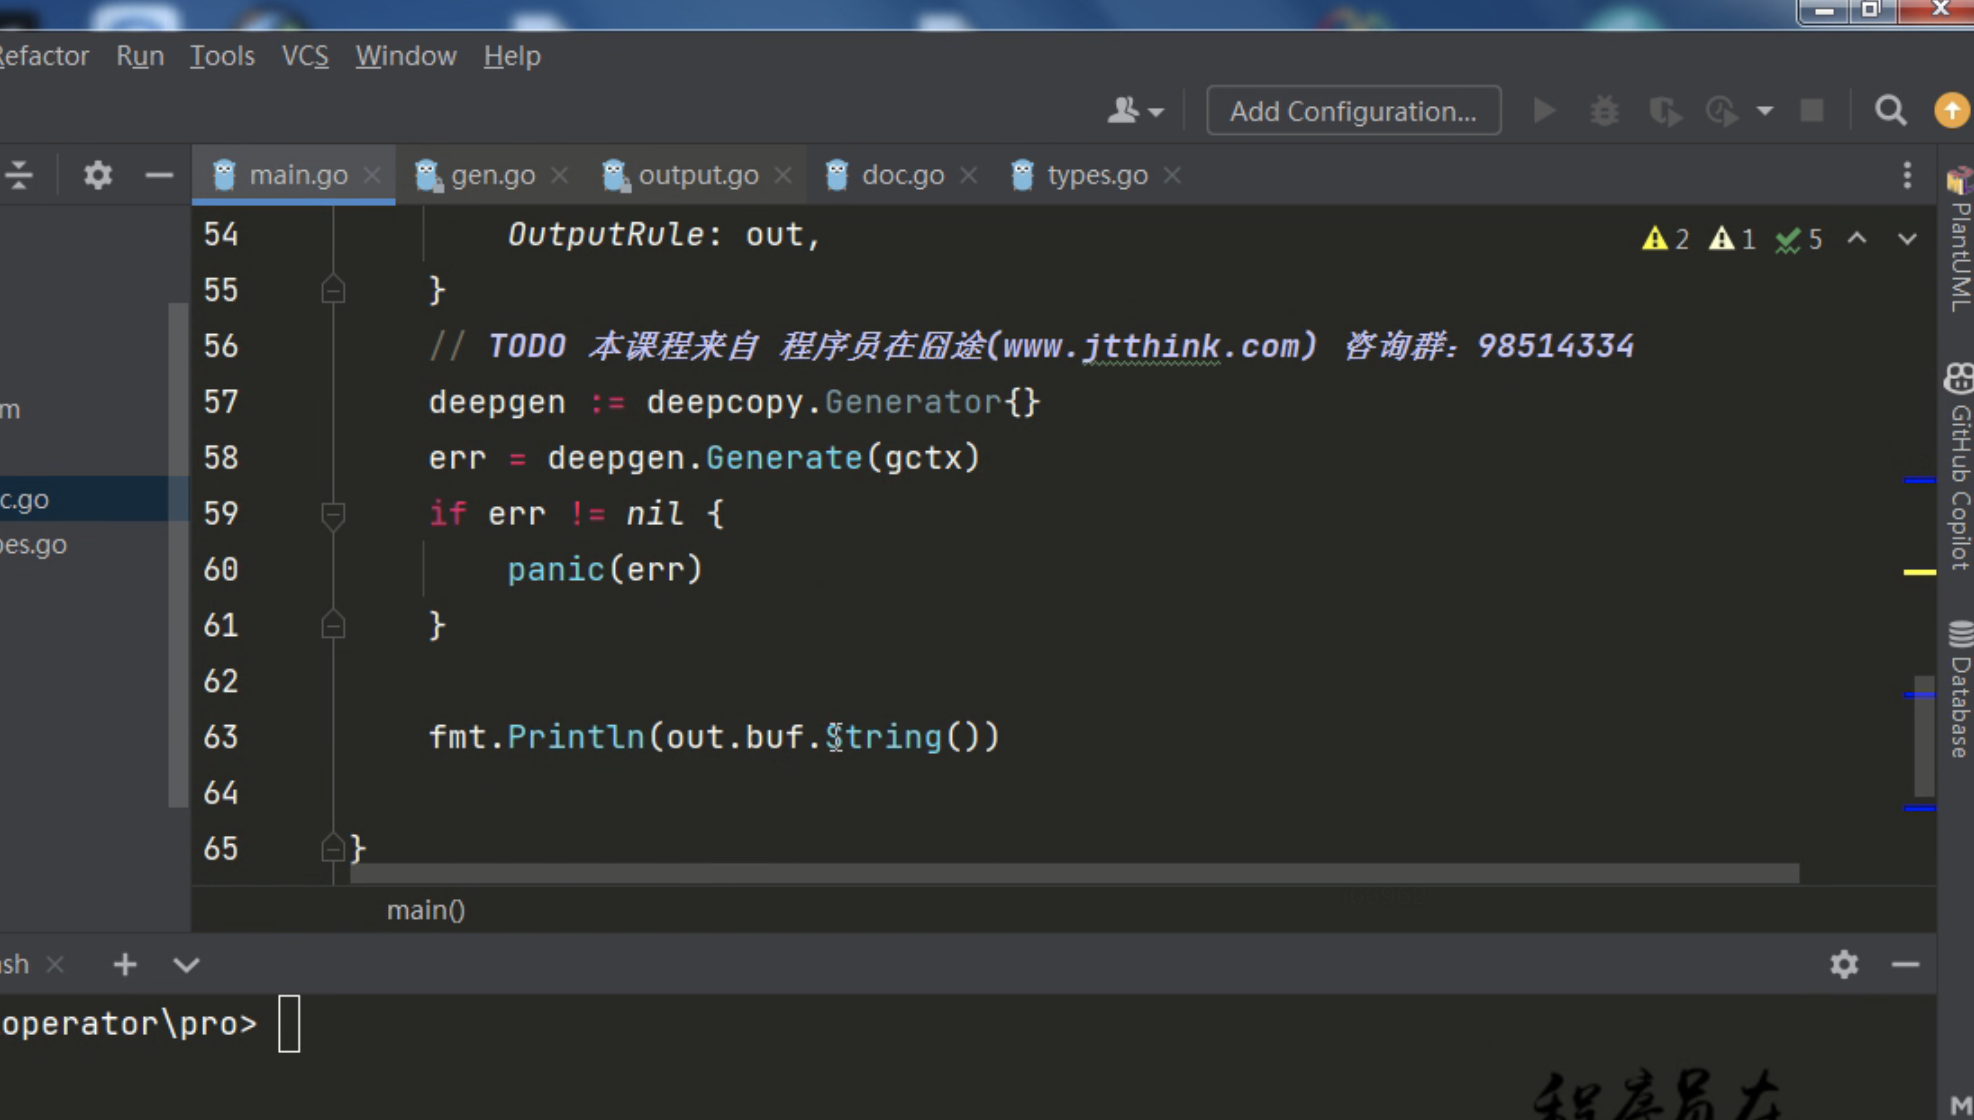 Refactor Run Tools VCS Window Help
Add Configuration...
main.go gen.go output.go doc.go types.go
54 OutputRule: out,
2 1 5
55 }
56 // TODO 本课程来自 程序员在囧途(www.jtthink.com) 咨询群：98514334
57 deepgen := deepcopy.Generator{}
58 err = deepgen.Generate(gctx)
59 if err != nil {
60 panic(err)
61 }
62
63 fmt.Println(out.buf.String())
64
65 }
main()
m
c.go
pes.go
PlantUML
GitHub Copilot
Database
ash
operator\pro>
程序员在
M